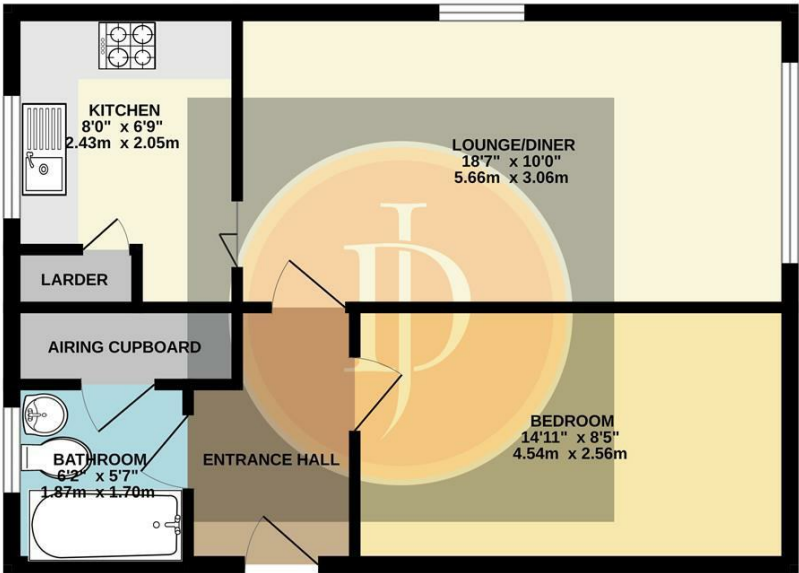 KITCHEN
8'0" x 6'9"
2.43m x 2.05m
LOUNGE/DINER
18'7" x 10'0"
5.66m x 3.06m
LARDER
AIRING CUPBOARD
BATHROOM
6'2" x 5'7"
1.87m x 1.70m
ENTRANCE HALL
BEDROOM
14'11" x 8'5"
4.54m x 2.56m
JD